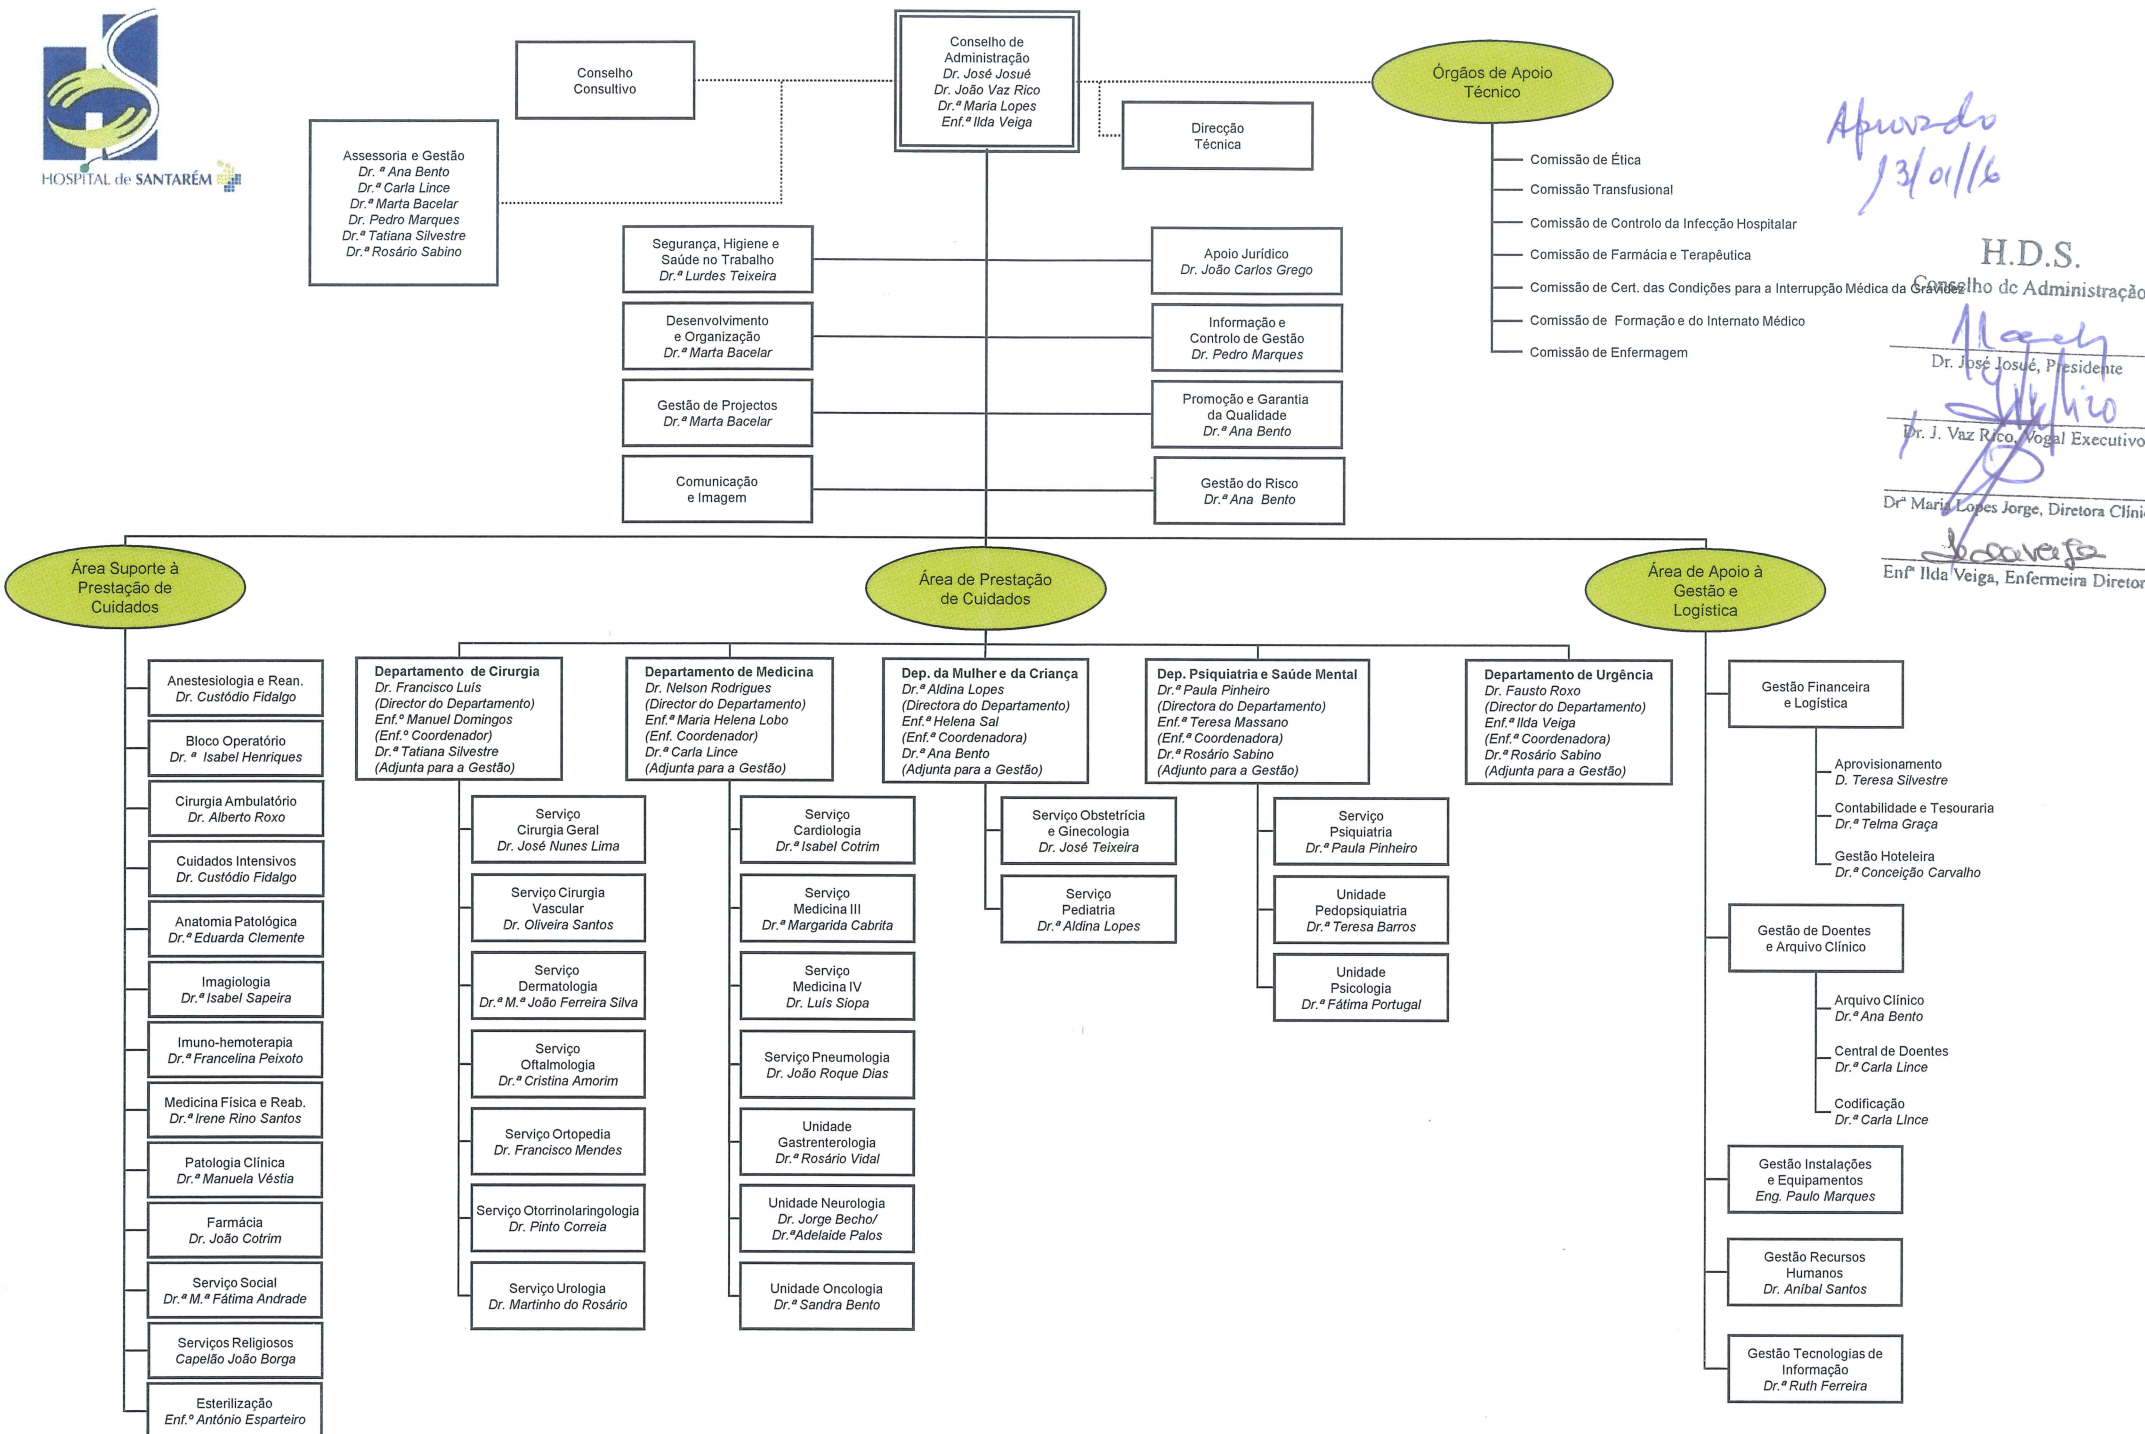 HOSPITAL de SANTARÉM
Conselho
Consultivo
Conselho de
Administração
Dr. José Josué
Dr. João Vaz Rico
Dr.ª Maria Lopes
Enf.ª Ilda Veiga
Órgãos de Apoio
Técnico
Direcção
Técnica
Assessoria e Gestão
Dr. ª Ana Bento
Dr.ª Carla Lince
Dr.ª Marta Bacelar
Dr. Pedro Marques
Dr.ª Tatiana Silvestre
Dr.ª Rosário Sabino
Comissão de Ética
Comissão Transfusional
Comissão de Controlo da Infecção Hospitalar
Comissão de Farmácia e Terapêutica
Comissão de Cert. das Condições para a Interrupção Médica da Gravidez
Comissão de  Formação e do Internato Médico
Comissão de Enfermagem
Aprovado
13/01/16
H.D.S.
Conselho de Administração
Dr. José Josué, Presidente
Dr. J. Vaz Rico, Vogal Executivo
Drª Maria Lopes Jorge, Diretora Clíni
Enfª Ilda Veiga, Enfermeira Diretor
Segurança, Higiene e
Saúde no Trabalho
Dr.ª Lurdes Teixeira
Apoio Jurídico
Dr. João Carlos Grego
Desenvolvimento
e Organização
Dr.ª Marta Bacelar
Informação e
Controlo de Gestão
Dr. Pedro Marques
Gestão de Projectos
Dr.ª Marta Bacelar
Promoção e Garantia
da Qualidade
Dr.ª Ana Bento
Comunicação
e Imagem
Gestão do Risco
Dr.ª Ana  Bento
Área Suporte à
Prestação de
Cuidados
Área de Prestação
de Cuidados
Área de Apoio à
Gestão e
Logística
Anestesiologia e Rean.
Dr. Custódio Fidalgo
Bloco Operatório
Dr. ª  Isabel Henriques
Cirurgia Ambulatório
Dr. Alberto Roxo
Cuidados Intensivos
Dr. Custódio Fidalgo
Anatomia Patológica
Dr.ª Eduarda Clemente
Imagiologia
Dr.ª Isabel Sapeira
Imuno-hemoterapia
Dr.ª Francelina Peixoto
Medicina Física e Reab.
Dr.ª Irene Rino Santos
Patologia Clínica
Dr.ª Manuela Véstia
Farmácia
Dr. João Cotrim
Serviço Social
Dr.ª M.ª Fátima Andrade
Serviços Religiosos
Capelão João Borga
Esterilização
Enf.º António Esparteiro
Departamento  de Cirurgia
Dr. Francisco Luís
(Director do Departamento)
Enf.º Manuel Domingos
(Enf.º Coordenador)
Dr.ª Tatiana Silvestre
(Adjunta para a Gestão)
Serviço
Cirurgia Geral
Dr. José Nunes Lima
Serviço Cirurgia
Vascular
Dr. Oliveira Santos
Serviço
Dermatologia
Dr.ª M.ª João Ferreira Silva
Serviço
Oftalmologia
Dr.ª Cristina Amorim
Serviço Ortopedia
Dr. Francisco Mendes
Serviço Otorrinolaringologia
Dr. Pinto Correia
Serviço Urologia
Dr. Martinho do Rosário
Departamento de Medicina
Dr. Nelson Rodrigues
(Director do Departamento)
Enf.ª Maria Helena Lobo
(Enf. Coordenador)
Dr.ª Carla Lince
(Adjunta para a Gestão)
Serviço
Cardiologia
Dr.ª Isabel Cotrim
Serviço
Medicina III
Dr.ª Margarida Cabrita
Serviço
Medicina IV
Dr. Luís Siopa
Serviço Pneumologia
Dr. João Roque Dias
Unidade
Gastrenterologia
Dr.ª Rosário Vidal
Unidade Neurologia
Dr. Jorge Becho/
Dr.ªAdelaide Palos
Unidade Oncologia
Dr.ª Sandra Bento
Dep. da Mulher e da Criança
Dr.ª Aldina Lopes
(Directora do Departamento)
Enf.ª Helena Sal
(Enf.ª Coordenadora)
Dr.ª Ana Bento
(Adjunta para a Gestão)
Serviço Obstetrícia
e Ginecologia
Dr. José Teixeira
Serviço
Pediatria
Dr.ª Aldina Lopes
Dep. Psiquiatria e Saúde Mental
Dr.ª Paula Pinheiro
(Directora do Departamento)
Enf.ª Teresa Massano
(Enf.ª Coordenadora)
Dr.ª Rosário Sabino
(Adjunto para a Gestão)
Serviço
Psiquiatria
Dr.ª Paula Pinheiro
Unidade
Pedopsiquiatria
Dr.ª Teresa Barros
Unidade
Psicologia
Dr.ª Fátima Portugal
Departamento de Urgência
Dr. Fausto Roxo
(Director do Departamento)
Enf.ª Ilda Veiga
(Enf.ª Coordenadora)
Dr.ª Rosário Sabino
(Adjunta para a Gestão)
Gestão Financeira
e Logística
Aprovisionamento
D. Teresa Silvestre
Contabilidade e Tesouraria
Dr.ª Telma Graça
Gestão Hoteleira
Dr.ª Conceição Carvalho
Gestão de Doentes
e Arquivo Clínico
Arquivo Clínico
Dr.ª Ana Bento
Central de Doentes
Dr.ª Carla Lince
Codificação
Dr.ª Carla LInce
Gestão Instalações
e Equipamentos
Eng. Paulo Marques
Gestão Recursos
Humanos
Dr. Aníbal Santos
Gestão Tecnologias de
Informação
Dr.ª Ruth Ferreira